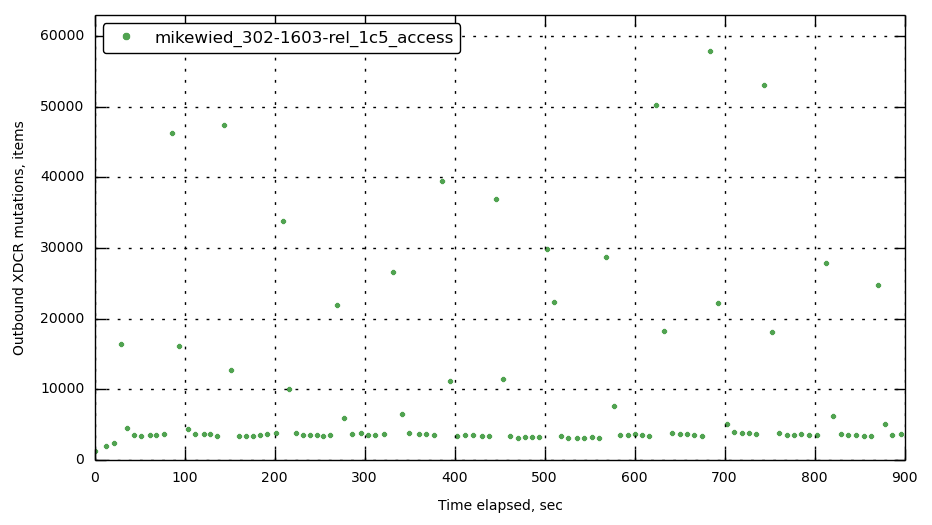 mikewied_302-1603-rel_1c5_access
60000
50000
40000
30000
20000
10000
0
Outbound XDCR mutations, items
0 100 200 300 400 500 600 700 800 900
Time elapsed, sec